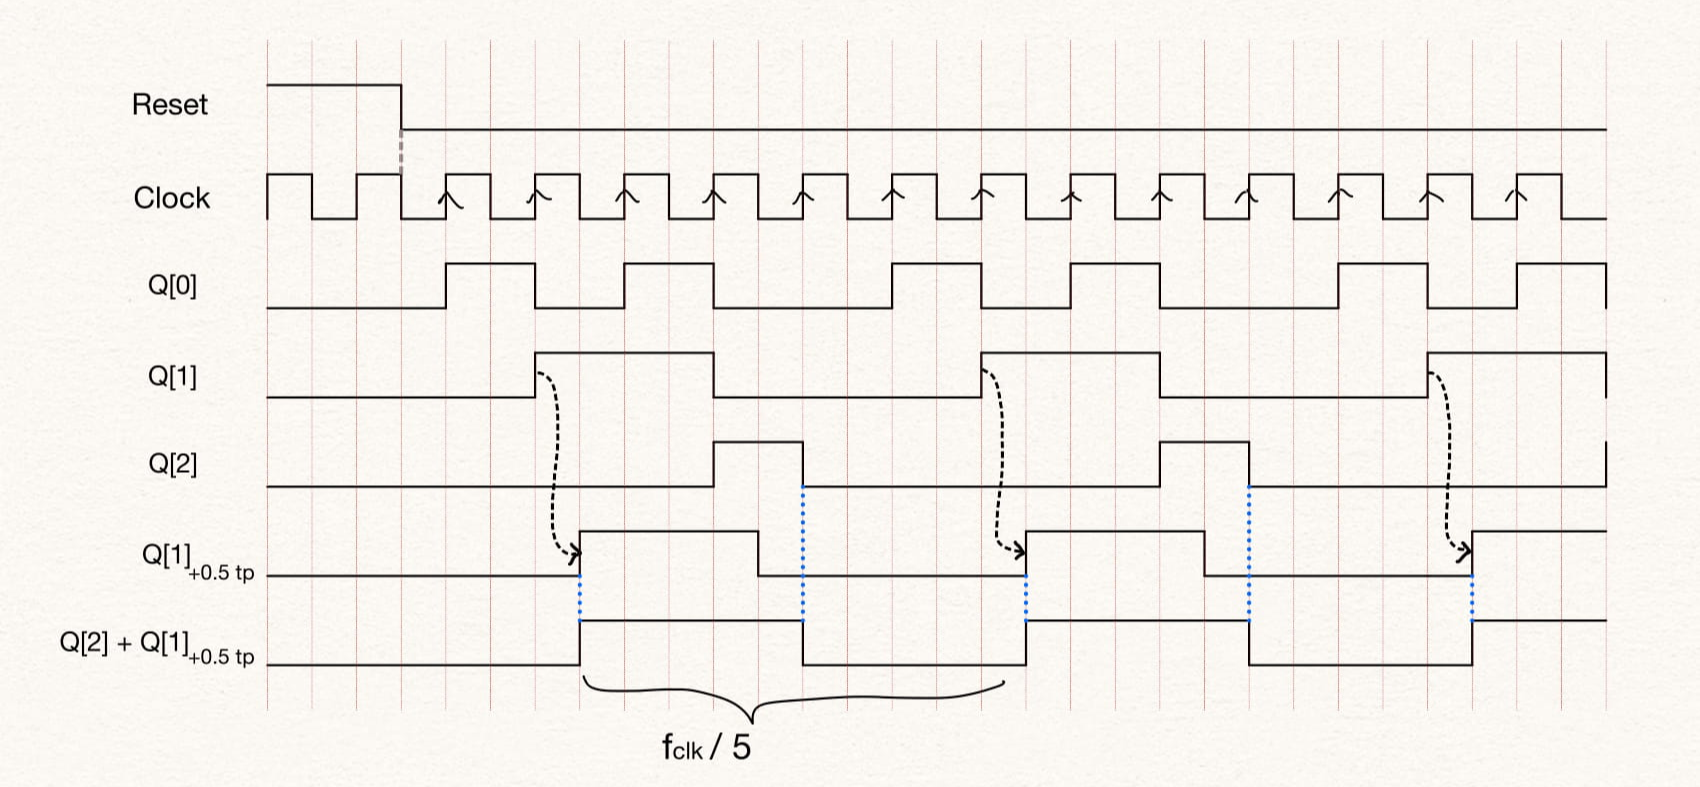 Reset
Clock
Q[0]
Q[1]
Q[2]
Q[1]+0.5 tp
Q[2] + Q[1]+0.5 tp
fclk / 5